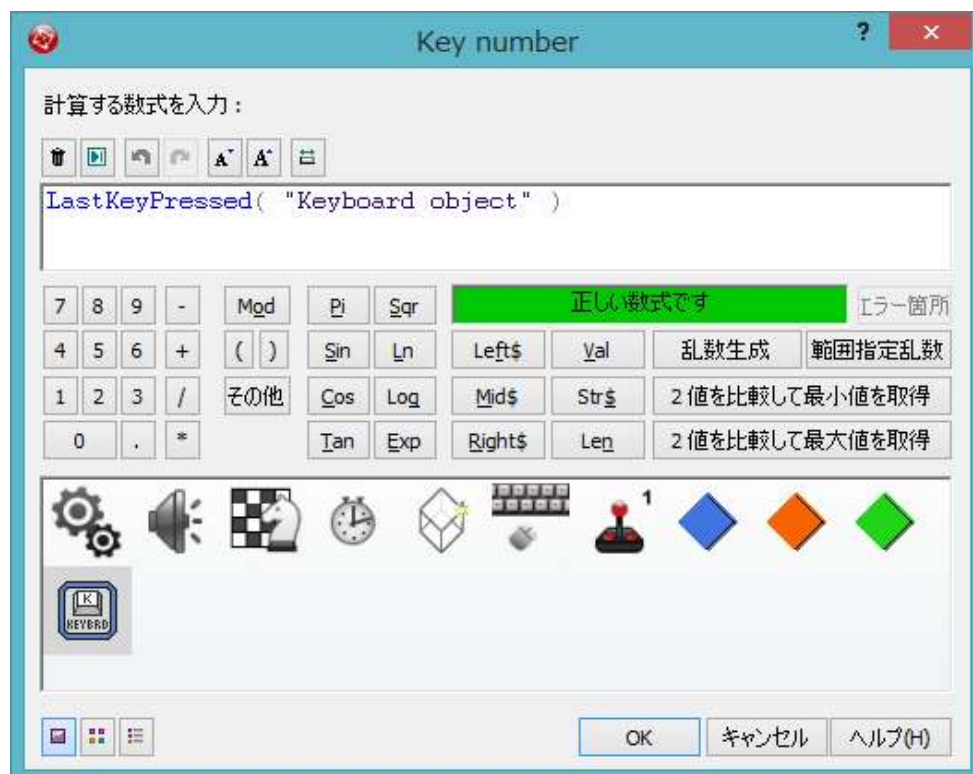 Key number
?
×
計算する数式を入力：
A A
LastKeyPressed( "Keyboard object" )
7 8 9 - Mod Pi Sqr 正しい数式です エラー箇所
4 5 6 + ( ) Sin Ln Left$ Val 乱数生成 範囲指定乱数
1 2 3 / その他 Cos Log Mid$ Str$ 2値を比較して最小値を取得
0 . * Tan Exp Right$ Len 2値を比較して最大値を取得
1
K
KEYBRD
OK キャンセル ヘルプ(H)